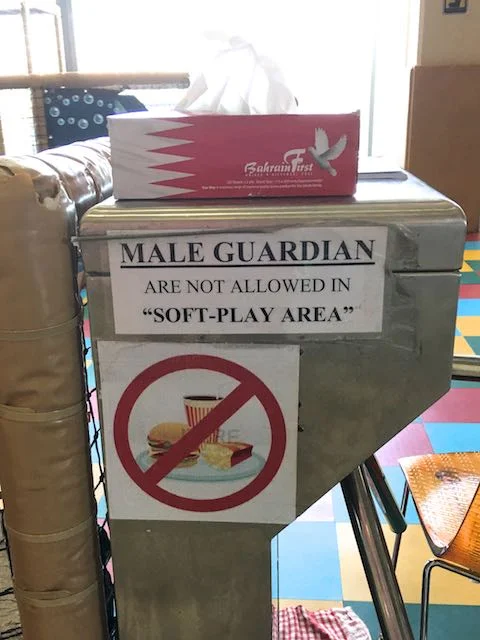 Bahrain First
MALE GUARDIAN
ARE NOT ALLOWED IN
“SOFT-PLAY AREA”